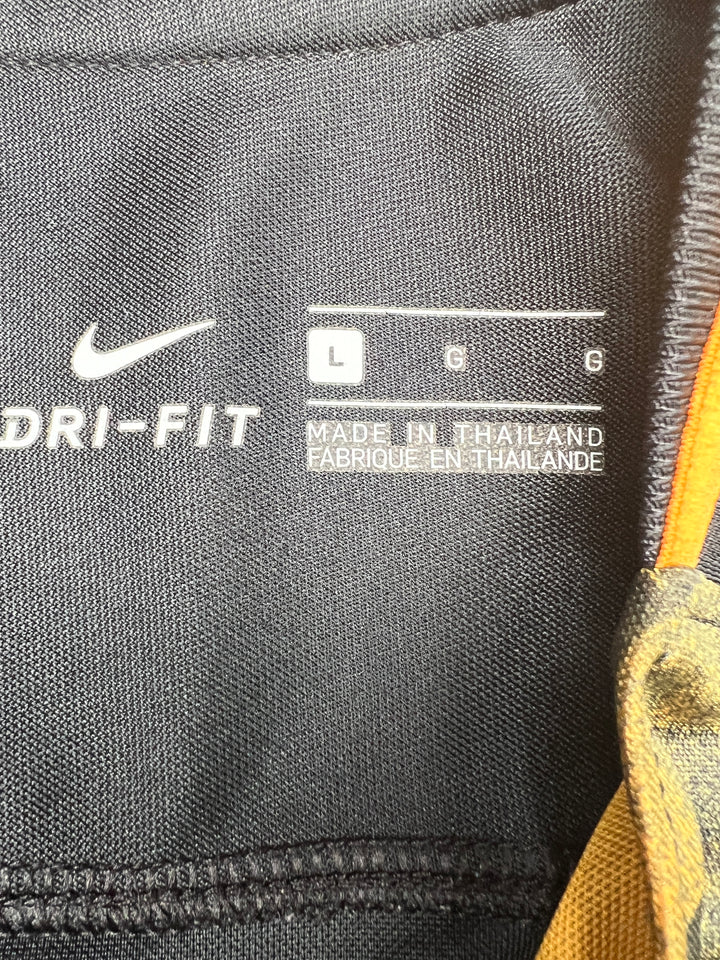 DRI-FIT
L G G
MADE IN THAILAND
FABRIQUE EN THAILANDE